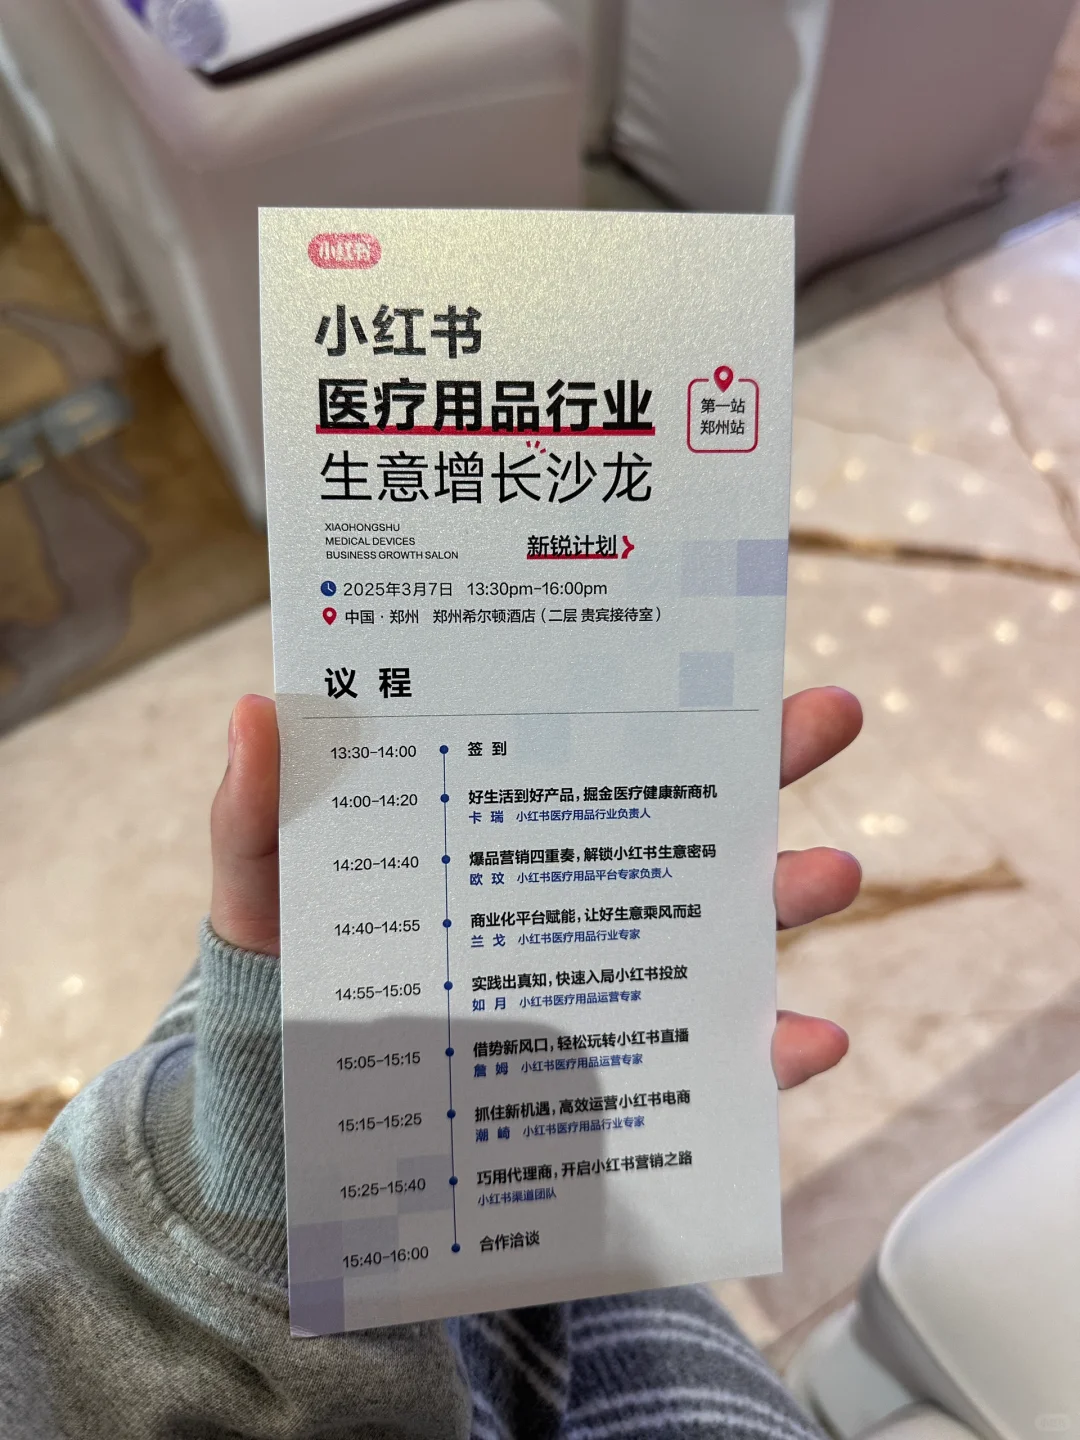 小红书
小红书
医疗用品行业
生意增长沙龙
第一站
郑州站
XIAOHONGSHU
MEDICAL DEVICES
BUSINESS GROWTH SALON
新锐计划
2025年3月7日 13:30pm-16:00pm
中国·郑州 郑州希尔顿酒店（二层 贵宾接待室）
议程
13:30-14:00 签到
14:00-14:20 好生活到好产品，掘金医疗健康新商机
卡瑞 小红书医疗用品行业负责人
14:20-14:40 爆品营销四重奏，解锁小红书生意密码
欧玟 小红书医疗用品平台专家负责人
14:40-14:55 商业化平台赋能，让好生意乘风而起
兰戈 小红书医疗用品行业专家
14:55-15:05 实践出真知，快速入局小红书投放
如月 小红书医疗用品运营专家
15:05-15:15 借势新风口，轻松玩转小红书直播
詹姆 小红书医疗用品运营专家
15:15-15:25 抓住新机遇，高效运营小红书电商
潮崎 小红书医疗用品行业专家
15:25-15:40 巧用代理商，开启小红书营销之路
小红书渠道团队
15:40-16:00 合作洽谈